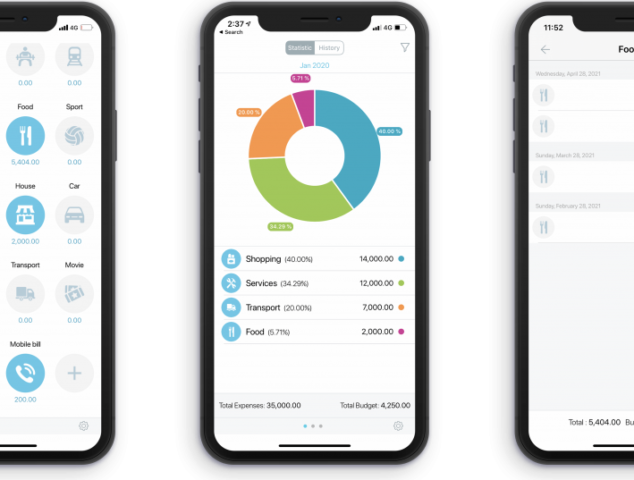 4G
0.00 0.00
Food Sport
5,404.00 0.00
House Car
2,000.00 0.00
Transport Movie
0.00 0.00
Mobile bill
200.00
2:37 4G
Search
Statistic History
Jan 2020
5.71 %
40.00 %
34.29 %
Shopping (40.00%) 14,000.00
Services (34.29%) 12,000.00
Transport (20.00%) 7,000.00
Food (5.71%) 2,000.00
Total Expenses: 35,000.00 Total Budget: 4,250.00
11:52
Foo
Wednesday, April 28, 2021
Sunday, March 28, 2021
Sunday, February 28, 2021
Total : 5,404.00 Bu